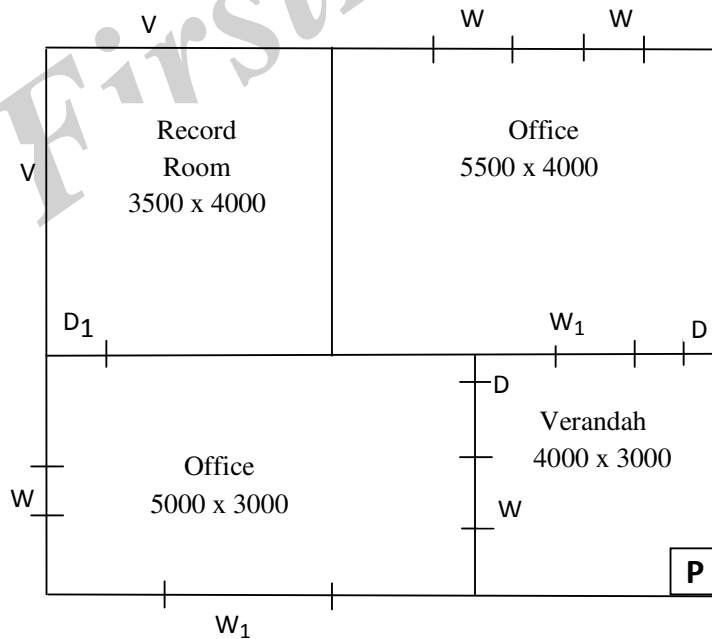 V
W
W
Record
Room
3500 x 4000
Office
5500 x 4000
V
D1
W1
D
D
Verandah
4000 x 3000
Office
5000 x 3000
W
W
P
W1